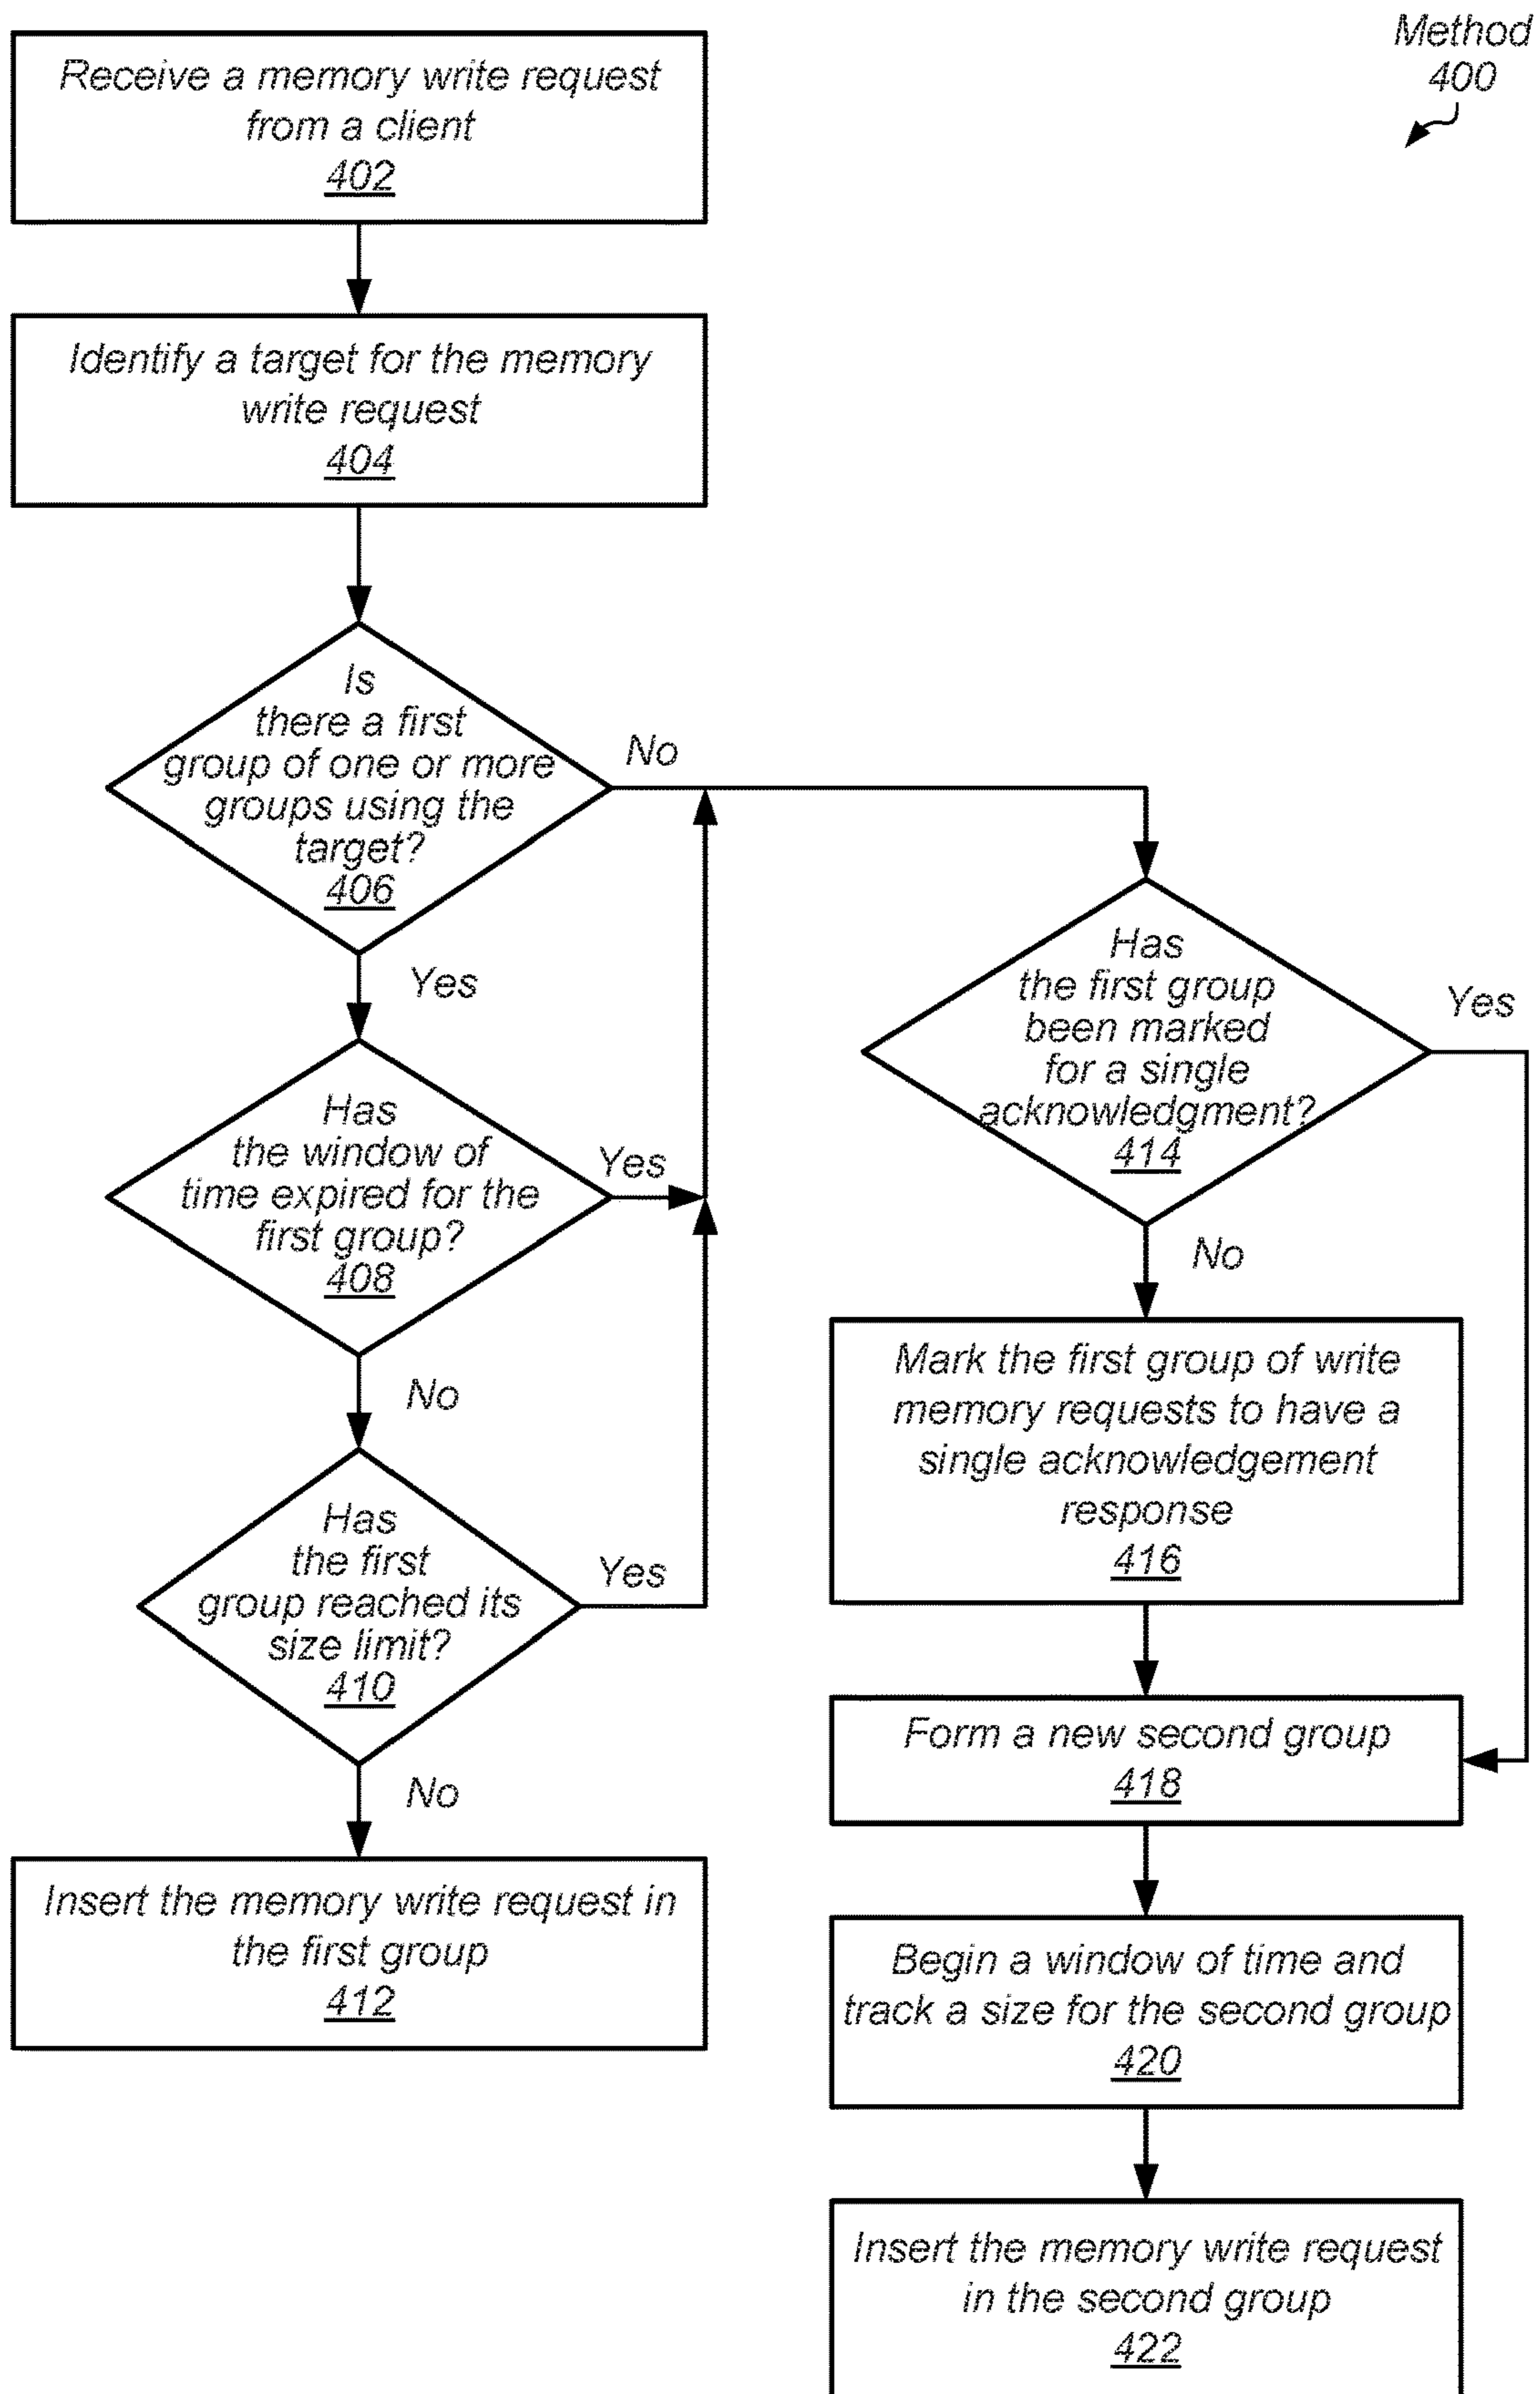 Method
400
Receive a memory write request
from a client
402
Identify a target for the memory
write request
404
Is
there a first
group of one or more
groups using the
target?
406
No
Yes
Has
the window of
time expired for the
first group?
408
Yes
No
Has
the first
group reached its
size limit?
410
Yes
No
Insert the memory write request in
the first group
412
Has
the first group
been marked
for a single
acknowledgment?
414
Yes
No
Mark the first group of write
memory requests to have a
single acknowledgement
response
416
Form a new second group
418
Begin a window of time and
track a size for the second group
420
Insert the memory write request
in the second group
422